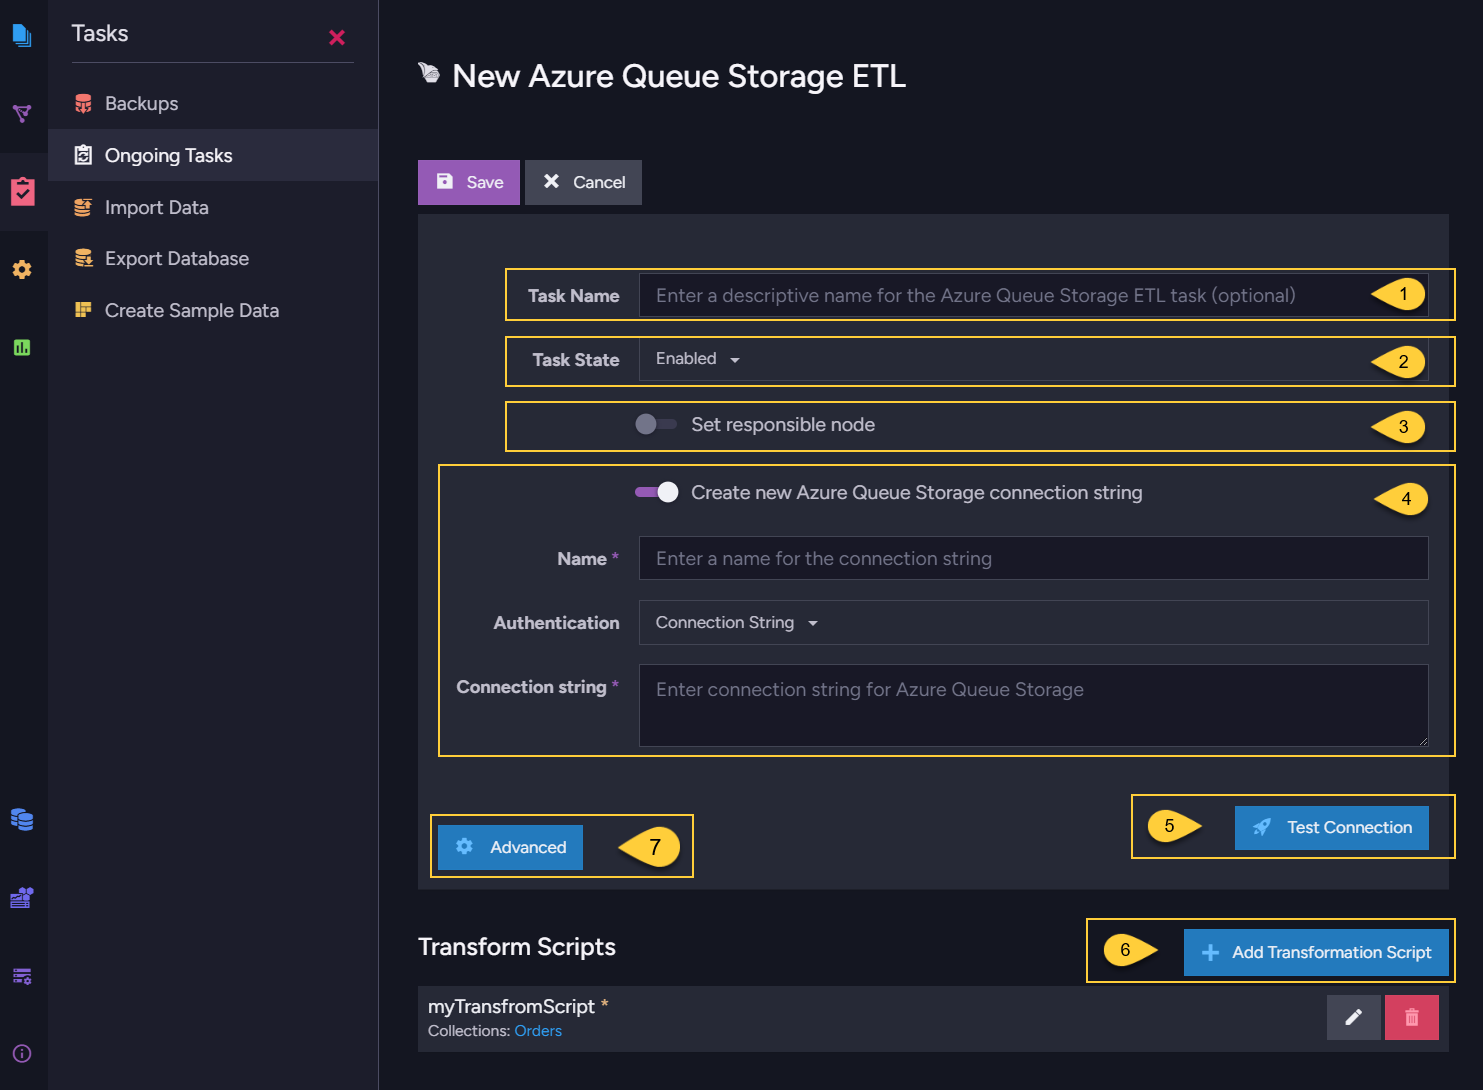 Tasks
Backups
Ongoing Tasks
Import Data
Export Database
Create Sample Data
New Azure Queue Storage ETL
Save
Cancel
Task Name
Enter a descriptive name for the Azure Queue Storage ETL task (optional)
1
Task State
Enabled
2
Set responsible node
3
Create new Azure Queue Storage connection string
4
Name *
Enter a name for the connection string
Authentication
Connection String
Connection string *
Enter connection string for Azure Queue Storage
5
Test Connection
Advanced
7
Transform Scripts
6
Add Transformation Script
myTransfromScript *
Collections: Orders